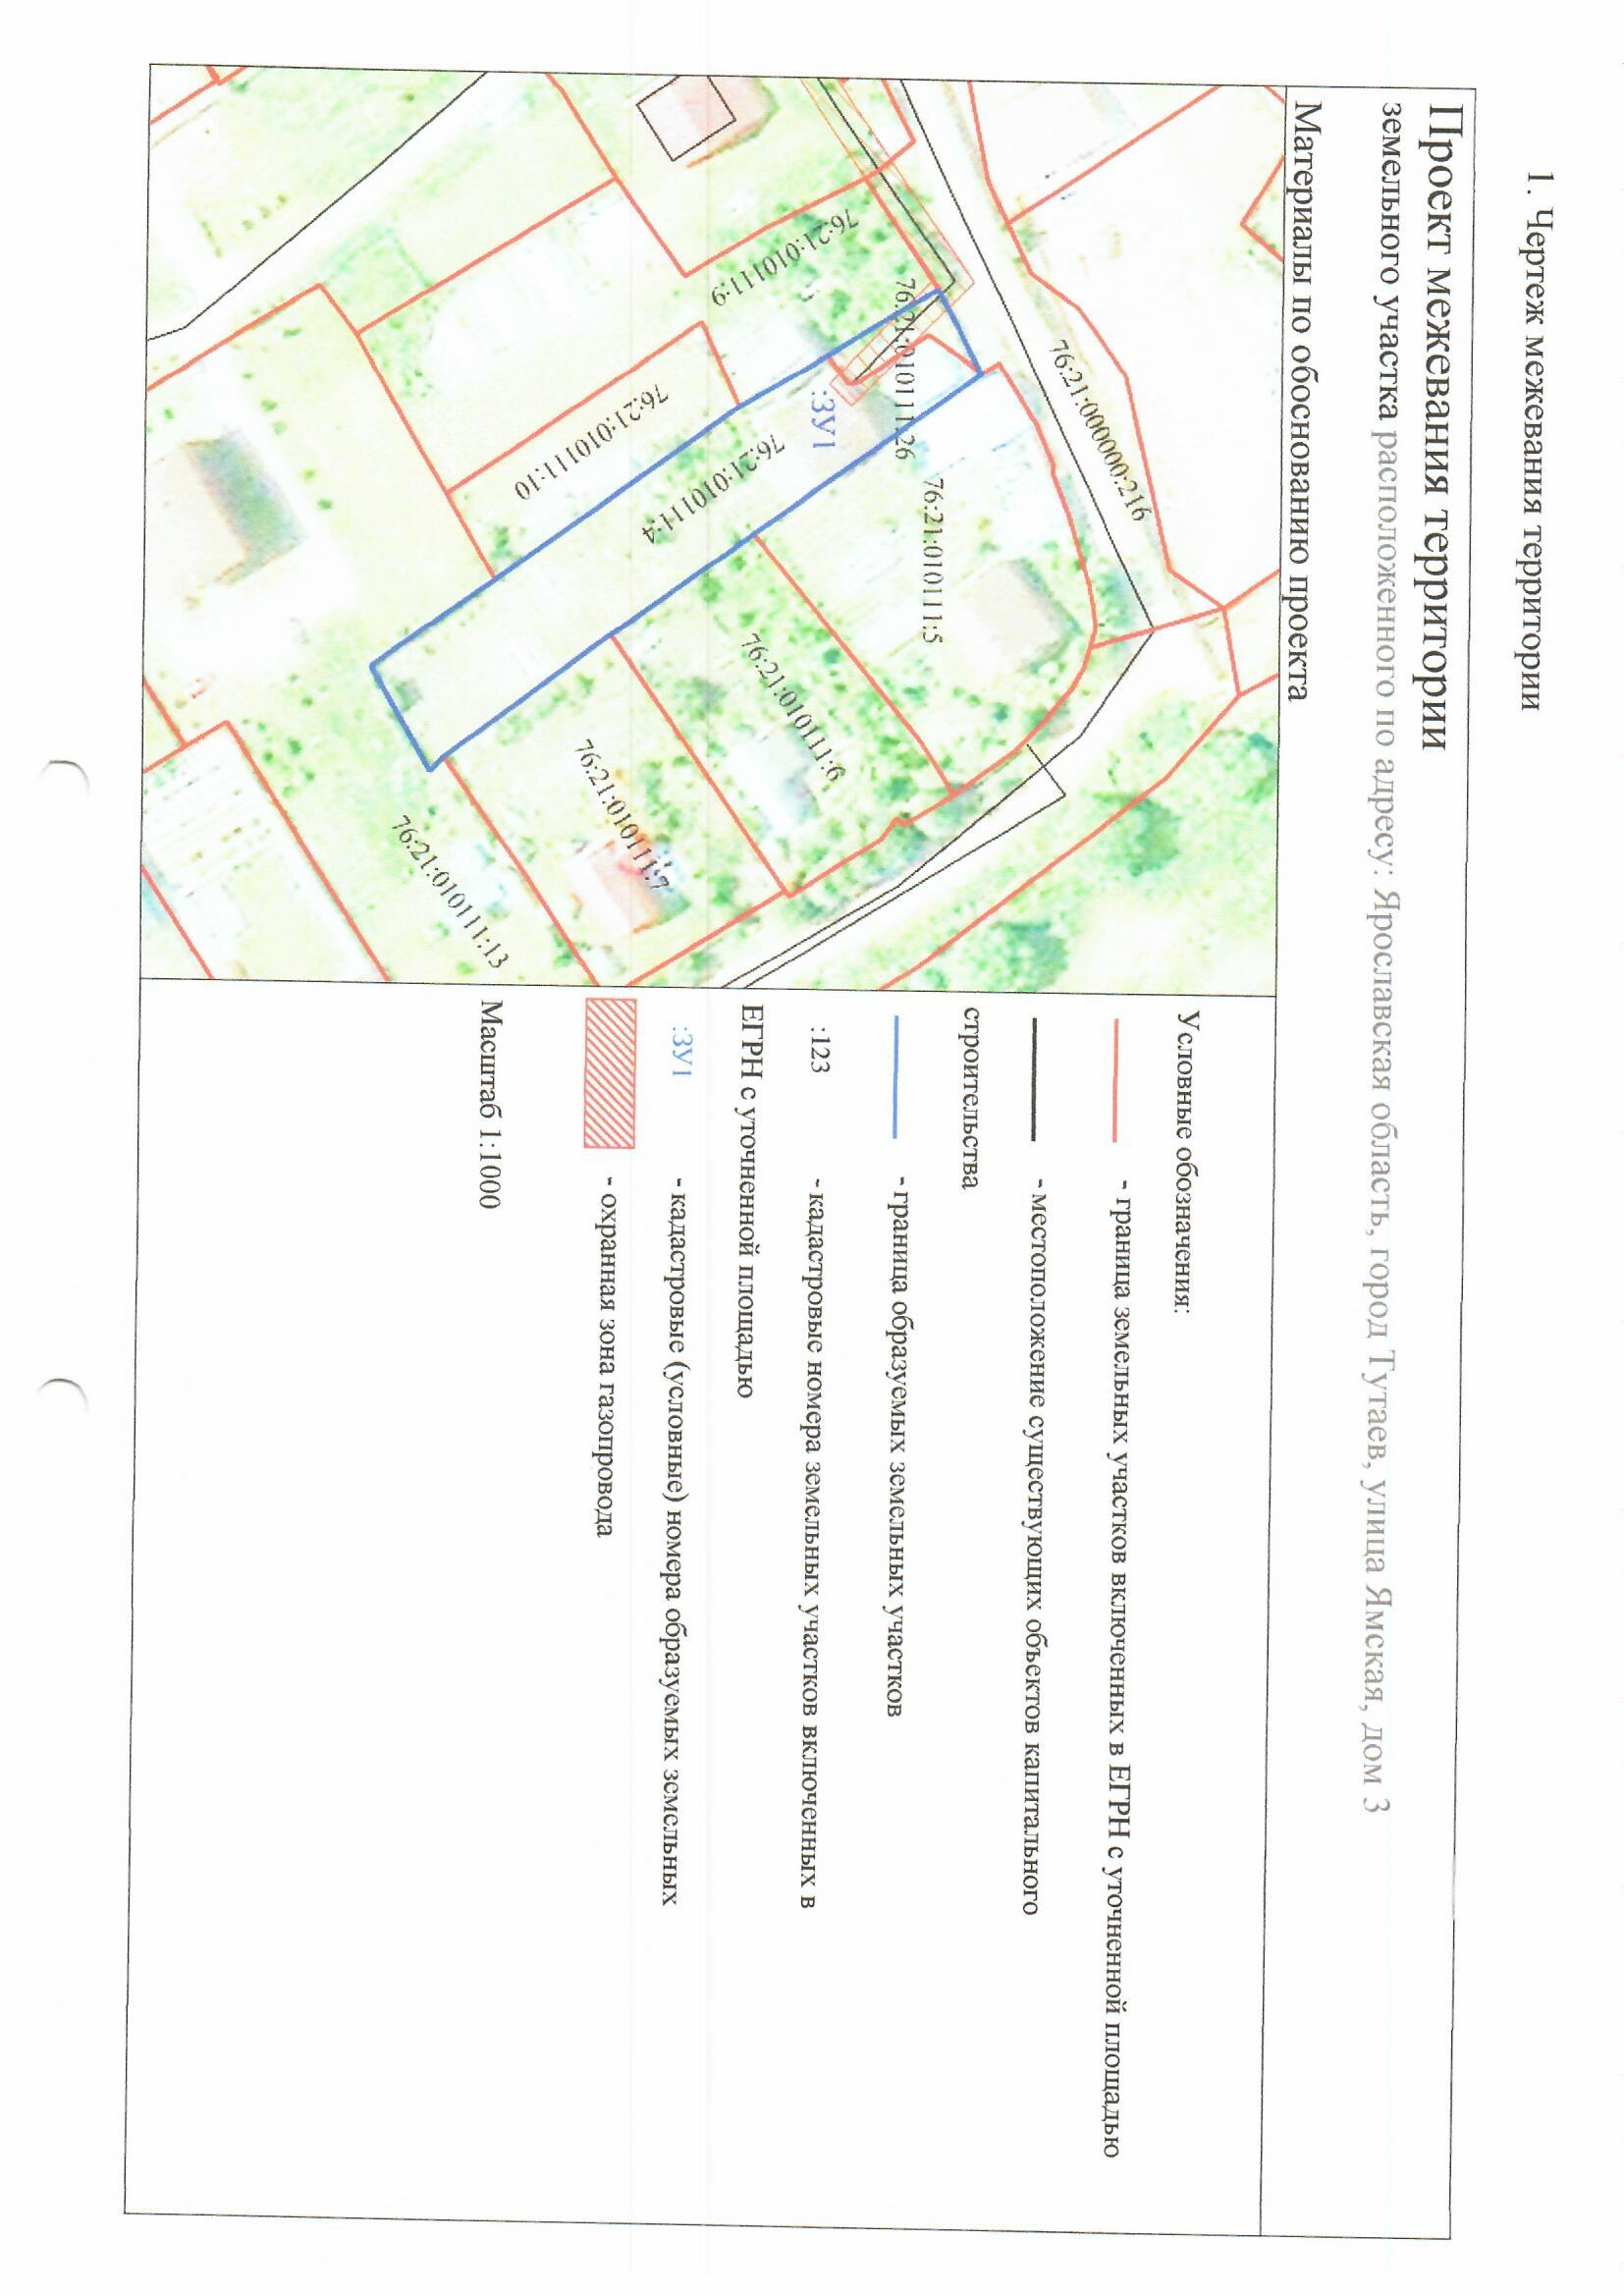 1. Чертеж межевания территории
Проект межевания территории
земельного участка расположенного по адресу: Ярославская область, город Тутаев, улица Ямская, дом 3
Материалы по обоснованию проекта
76:21:000000:216
76:21:010111:5
76:21:010111:26
:ЗУ1
76:21:010111:9
76:21:010111:4
76:21:010111:10
76:21:010111:6
76:21:010111:7
76:21:010111:13
Условные обозначения:
- граница земельных участков включенных в ЕГРН с уточненной площадью
- местоположение существующих объектов капитального
строительства
- граница образуемых земельных участков
:123 - кадастровые номера земельных участков включенных в
ЕГРН с уточненной площадью
:ЗУ1 - кадастровые (условные) номера образуемых земельных
- охранная зона газопровода
Масштаб 1:1000